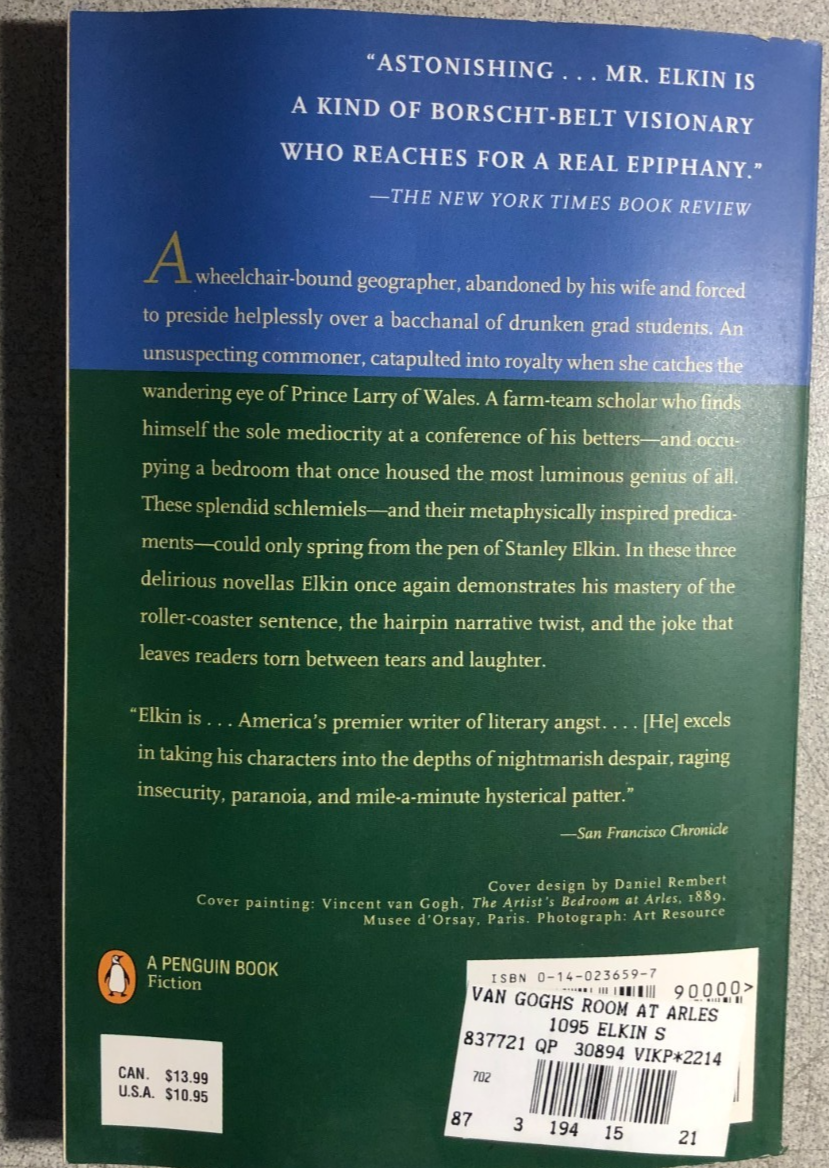 “ASTONISHING . . . MR. ELKIN IS
A KIND OF BORSCHT-BELT VISIONARY
WHO REACHES FOR A REAL EPIPHANY.”
—THE NEW YORK TIMES BOOK REVIEW
A wheelchair-bound geographer, abandoned by his wife and forced
to preside helplessly over a bacchanal of drunken grad students. An
unsuspecting commoner, catapulted into royalty when she catches the
wandering eye of Prince Larry of Wales. A farm-team scholar who finds
himself the sole mediocrity at a conference of his betters—and occu-
pying a bedroom that once housed the most luminous genius of all.
These splendid schlemiels—and their metaphysically inspired predica-
ments—could only spring from the pen of Stanley Elkin. In these three
delirious novellas Elkin once again demonstrates his mastery of the
roller-coaster sentence, the hairpin narrative twist, and the joke that
leaves readers torn between tears and laughter.
“Elkin is . . . America’s premier writer of literary angst. . . . [He] excels
in taking his characters into the depths of nightmarish despair, raging
insecurity, paranoia, and mile-a-minute hysterical patter.”
—San Francisco Chronicle
Cover design by Daniel Rembert
Cover painting: Vincent van Gogh, The Artist’s Bedroom at Arles, 1889.
Musee d’Orsay, Paris. Photograph: Art Resource
A PENGUIN BOOK
Fiction
CAN. $13.99
U.S.A. $10.95
ISBN 0-14-023659-7
90000>
VAN GOGHS ROOM AT ARLES
1095 ELKIN S
837721 QP 30894 VIKP*2214
702
87 3 194 15 21